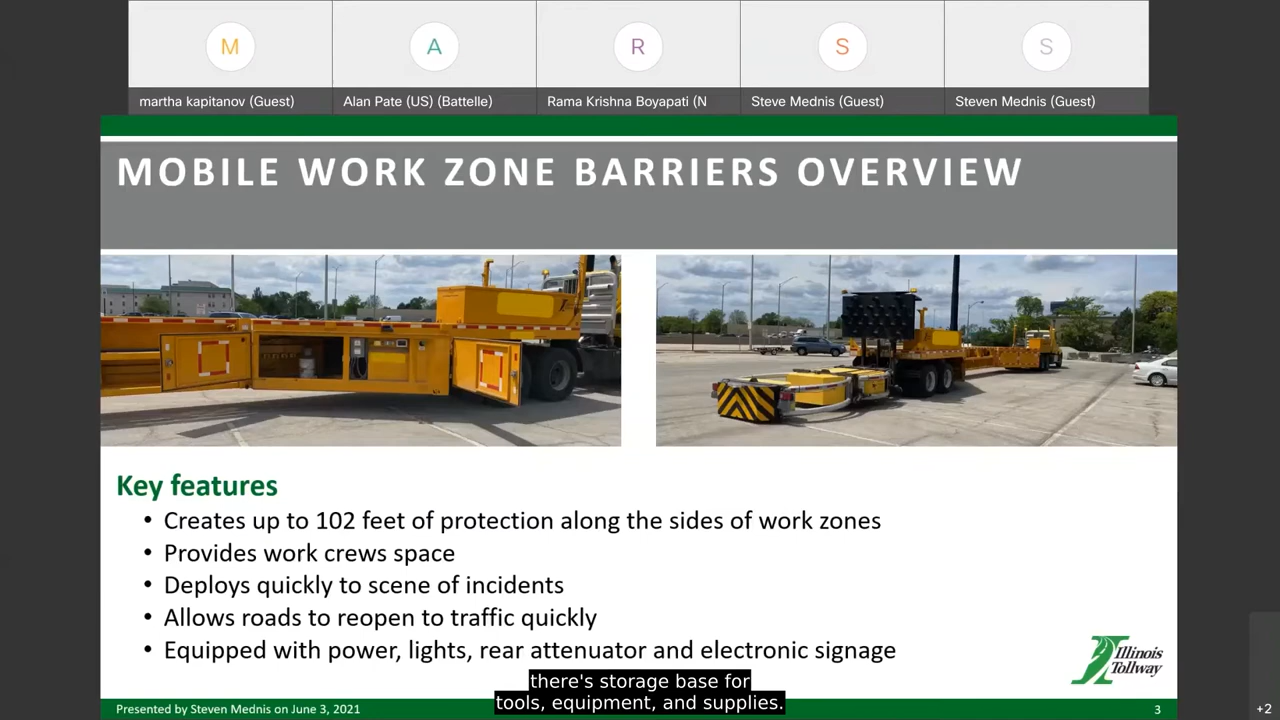 M
A
R
S
S
martha kapitanov (Guest)
Alan Pate (US) (Battelle)
Rama Krishna Boyapati (N
Steve Mednis (Guest)
Steven Mednis (Guest)
MOBILE WORK ZONE BARRIERS OVERVIEW
Key features
• Creates up to 102 feet of protection along the sides of work zones
• Provides work crews space
• Deploys quickly to scene of incidents
• Allows roads to reopen to traffic quickly
• Equipped with power, lights, rear attenuator and electronic signage
Illinois
Tollway
there's storage base for
tools, equipment, and supplies.
Presented by Steven Mednis on June 3, 2021
3
+2